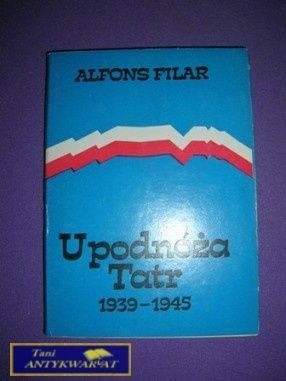 ALFONS FILAR
U podnóża
Tatr
1939-1945
Tani
ANTYKWARIAT